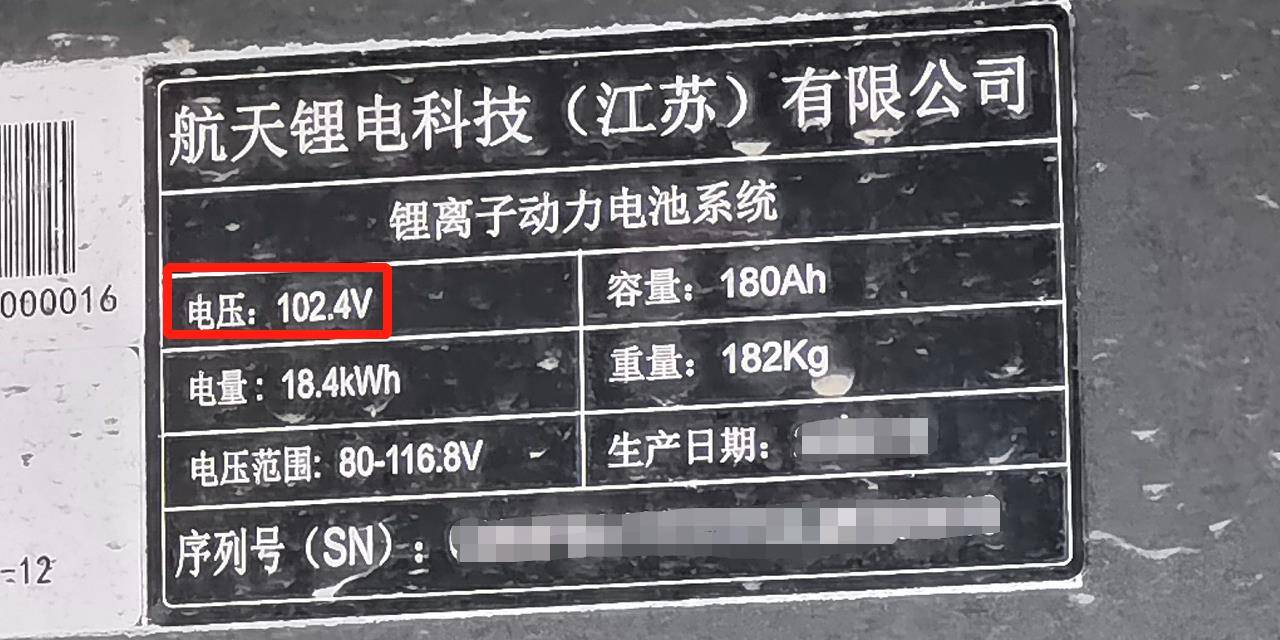 航天锂电科技（江苏）有限公司
锂离子动力电池系统
电压：102.4V
容量：180Ah
电量：18.4kWh
重量：182Kg
电压范围：80-116.8V
生产日期：
序列号（SN）：
000016
-12